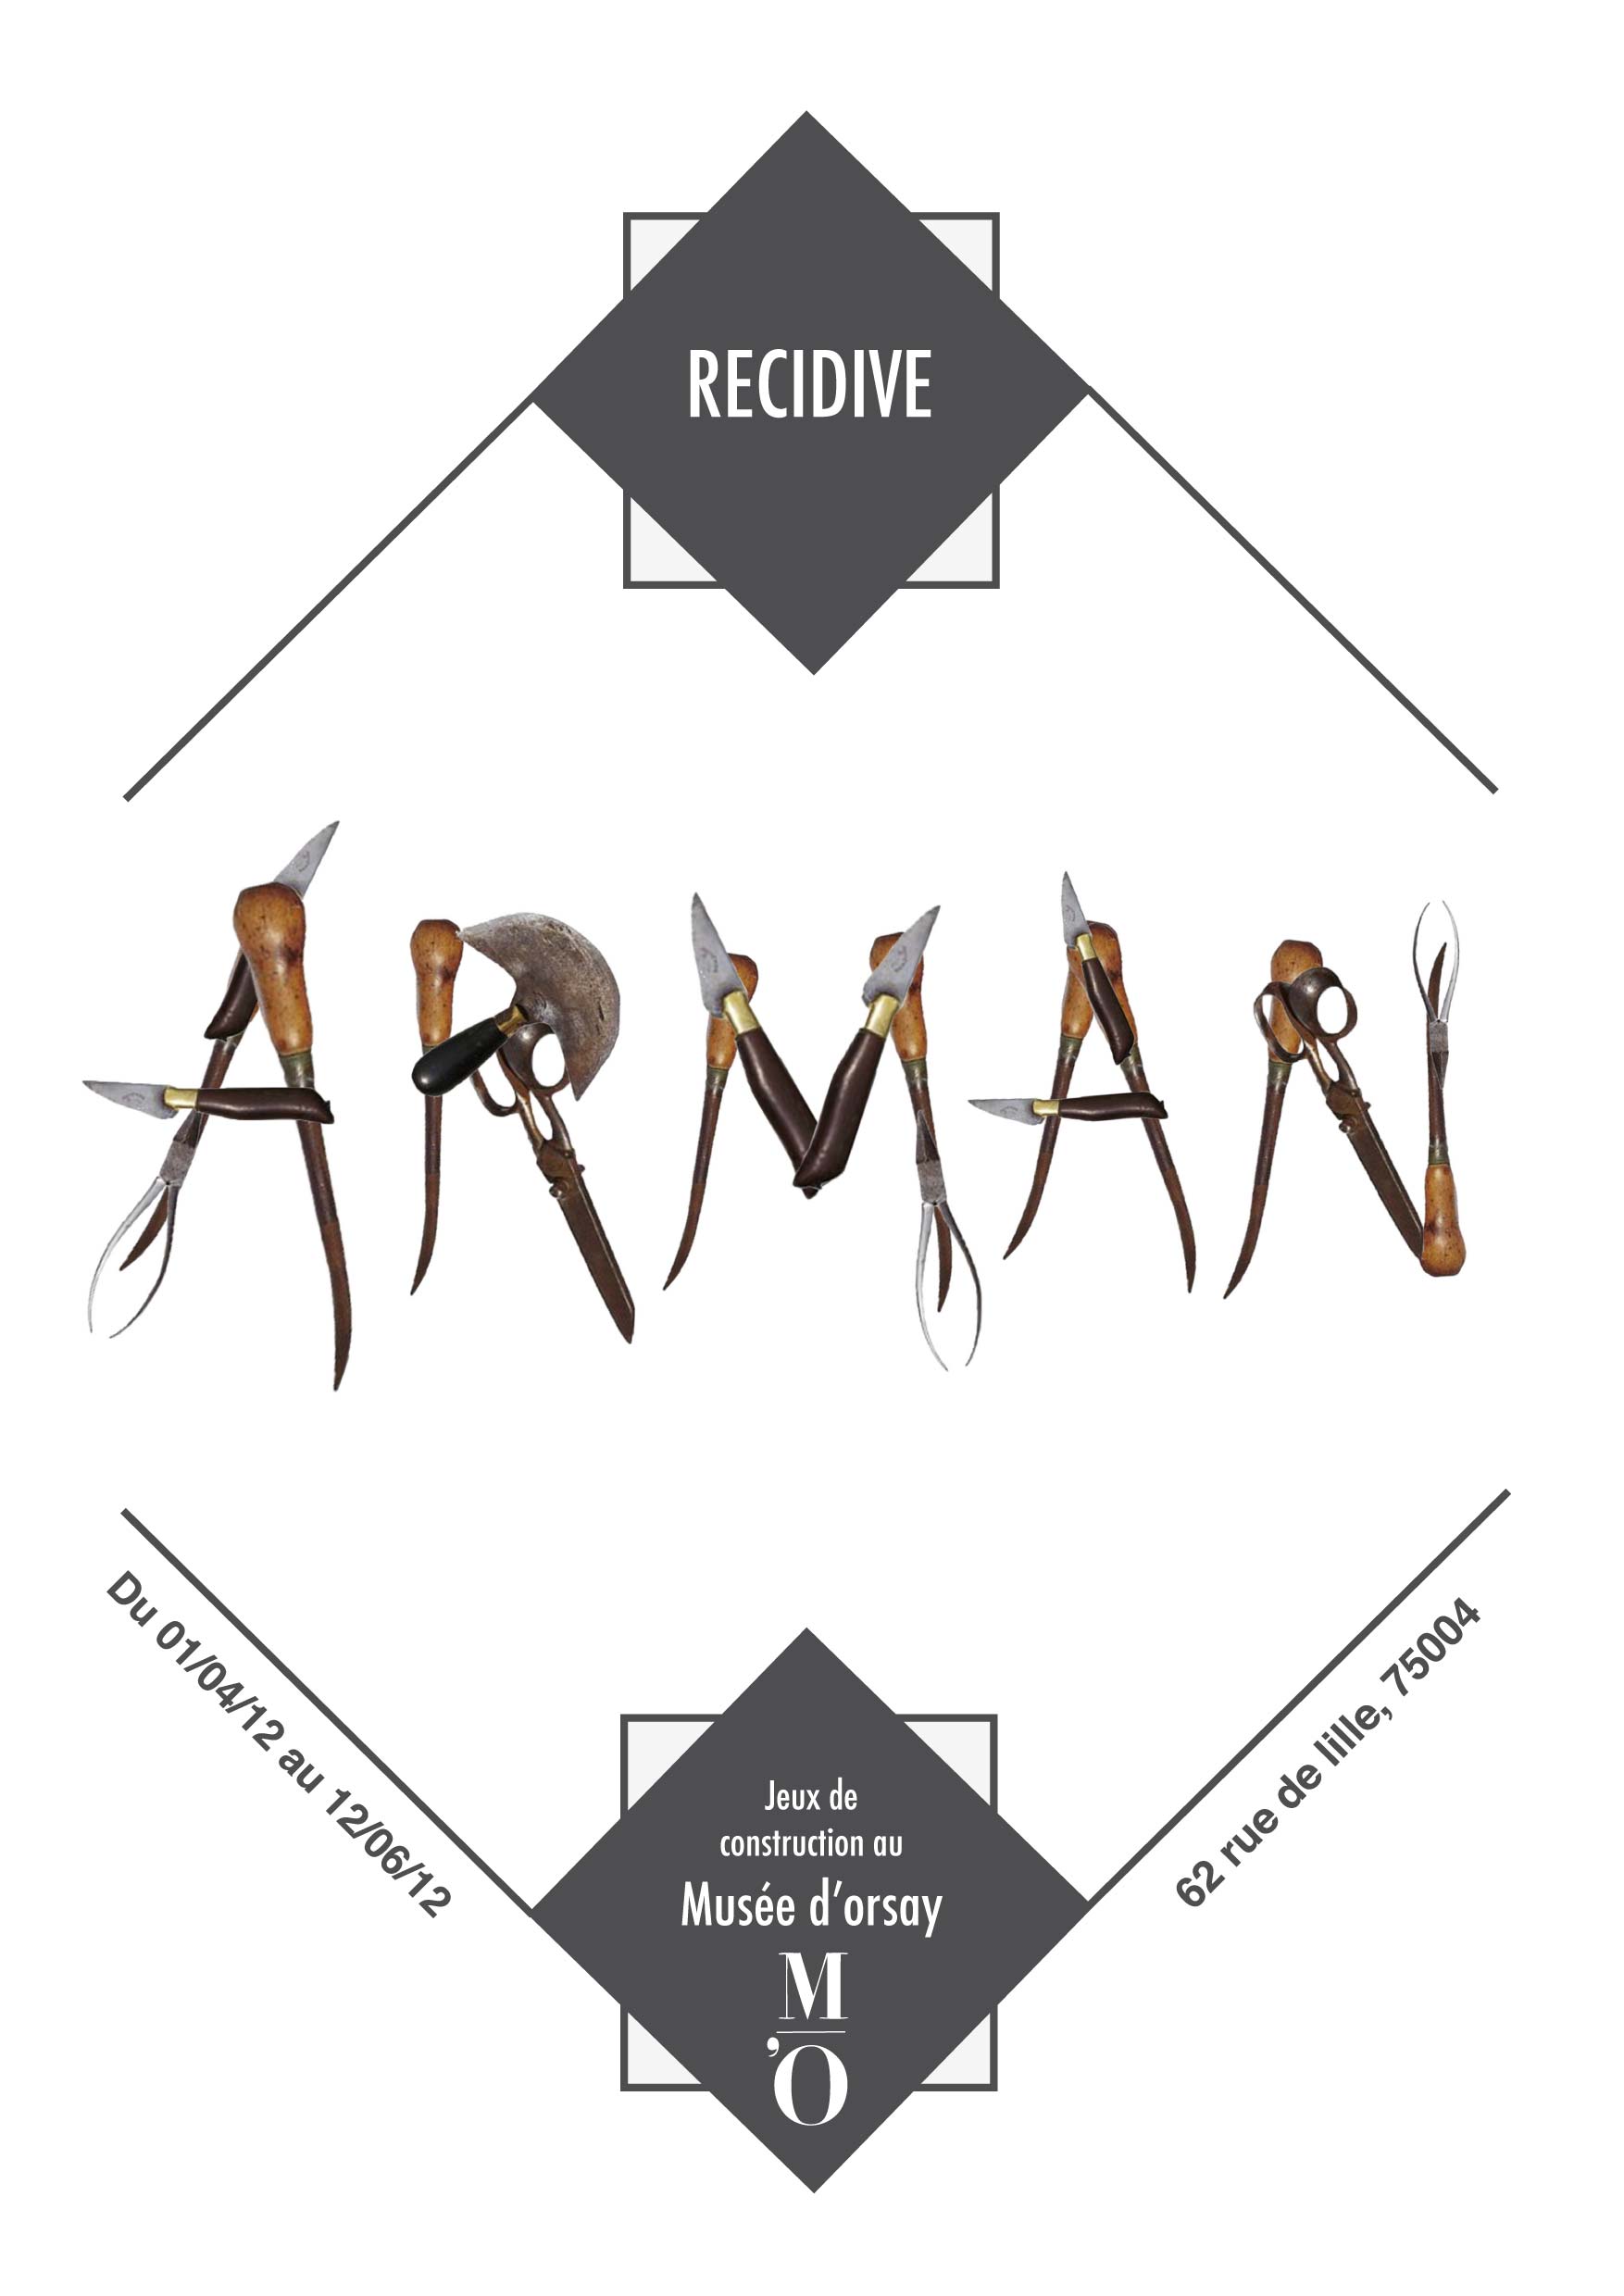 RECIDIVE
ARMAN
Du 01/04/12 au 12/06/12
62 rue de lille, 75004
Jeux de
construction au
Musée d'orsay
M
'O